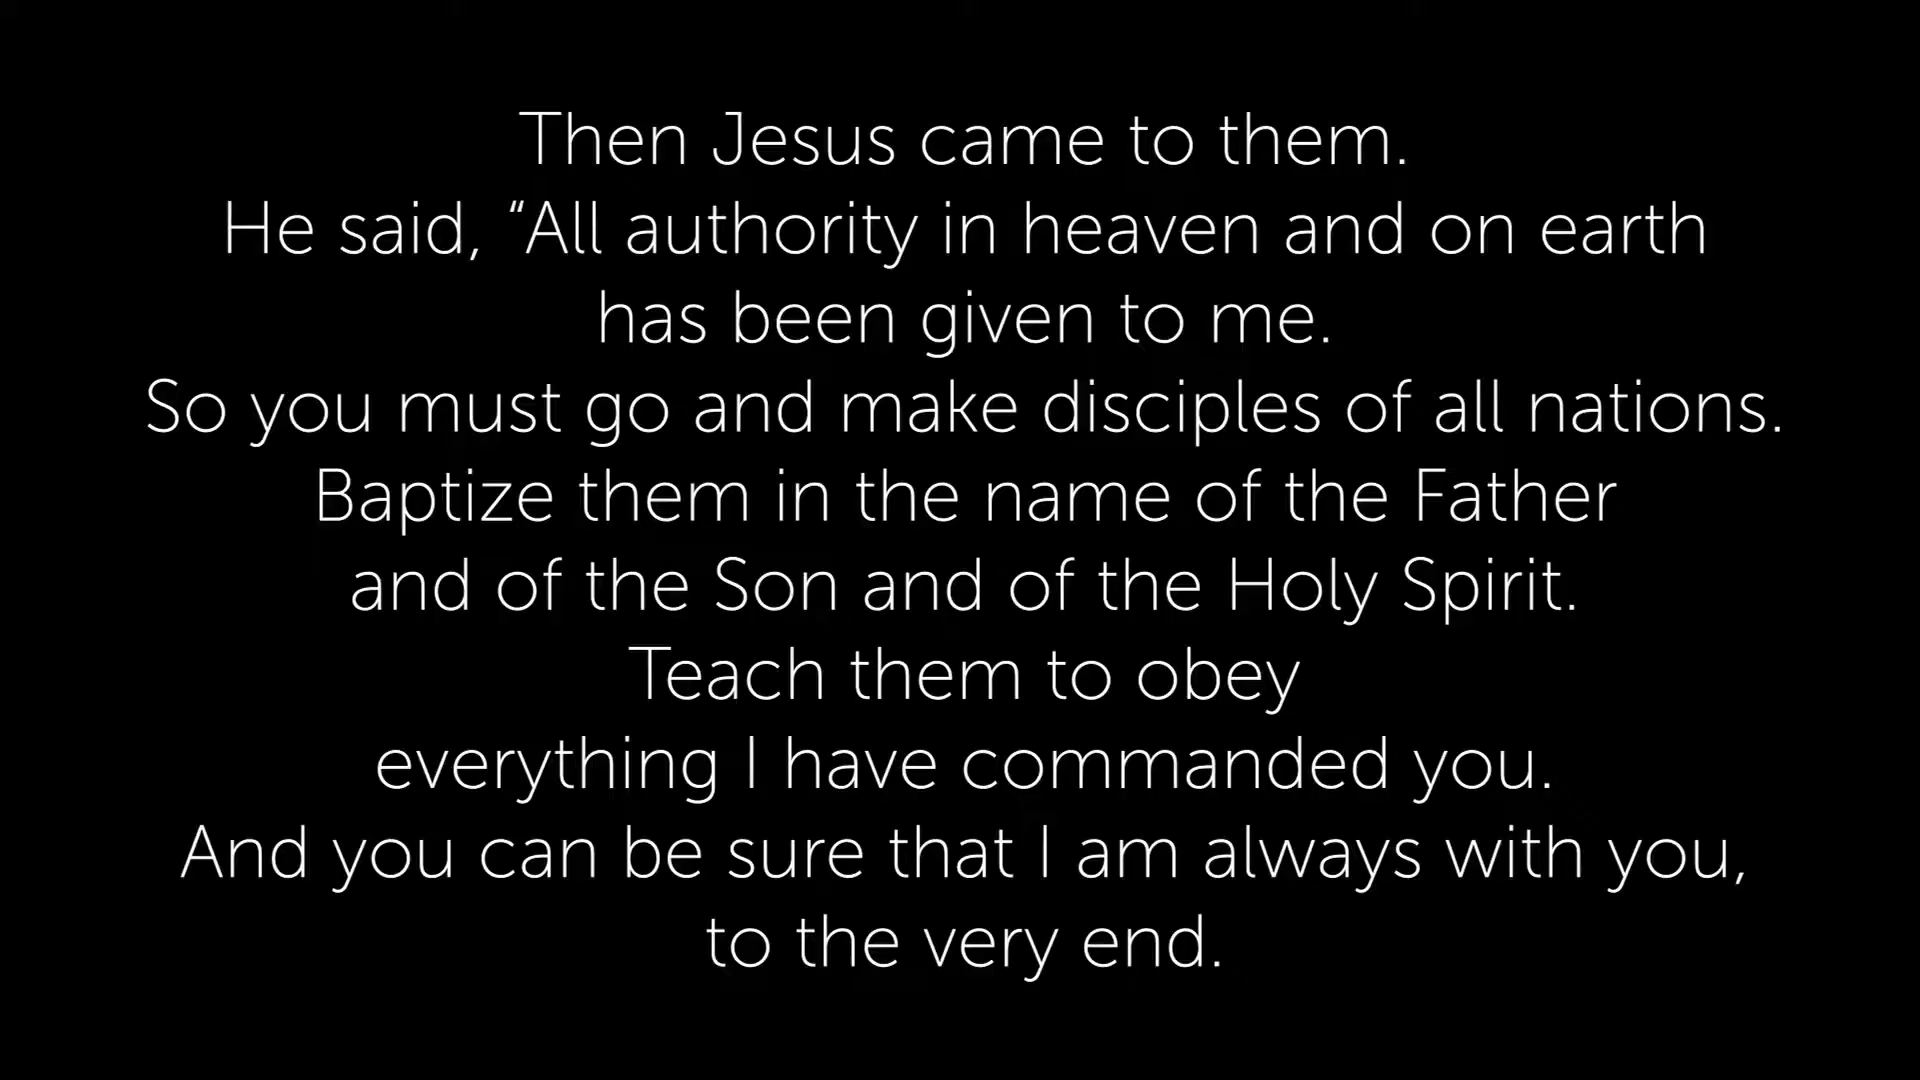 Then Jesus came to them.
He said, “All authority in heaven and on earth
has been given to me.
So you must go and make disciples of all nations.
Baptize them in the name of the Father
and of the Son and of the Holy Spirit.
Teach them to obey
everything I have commanded you.
And you can be sure that I am always with you,
to the very end.